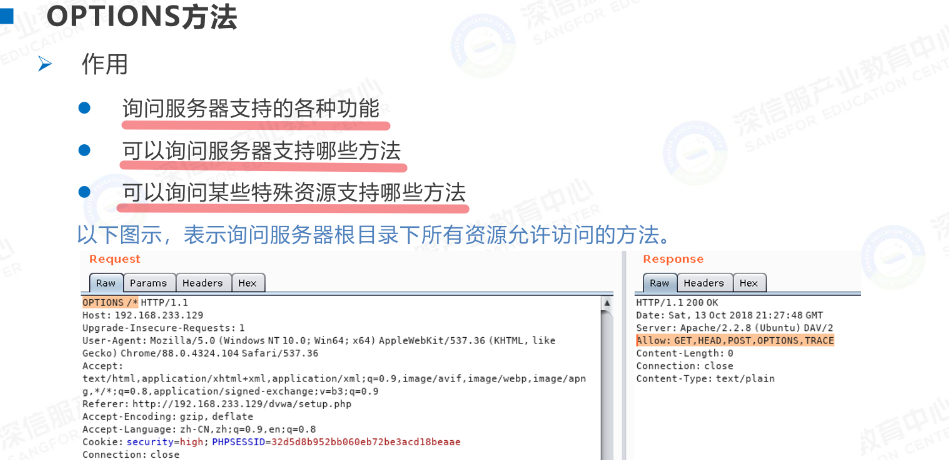 OPTIONS方法
作用
询问服务器支持的各种功能
可以询问服务器支持哪些方法
可以询问某些特殊资源支持哪些方法
以下图示，表示询问服务器根目录下所有资源允许访问的方法。
Request
Raw Params Headers Hex
OPTIONS /* HTTP/1.1
Host: 192.168.233.129
Upgrade-Insecure-Requests: 1
User-Agent: Mozilla/5.0 (Windows NT 10.0; Win64; x64) AppleWebKit/537.36 (KHTML, like
Gecko) Chrome/88.0.4324.104 Safari/537.36
Accept:
text/html,application/xhtml+xml,application/xml;q=0.9,image/avif,image/webp,image/apn
g,*/*;q=0.8,application/signed-exchange;v=b3;q=0.9
Referer: http://192.168.233.129/dvwa/setup.php
Accept-Encoding: gzip, deflate
Accept-Language: zh-CN,zh;q=0.9,en;q=0.8
Cookie: security=high; PHPSESSID=32d5d8b952bb060eb72be3acd18beaae
Connection: close
Response
Raw Headers Hex
HTTP/1.1 200 OK
Date: Sat, 13 Oct 2018 21:27:48 GMT
Server: Apache/2.2.8 (Ubuntu) DAV/2
Allow: GET,HEAD,POST,OPTIONS,TRACE
Content-Length: 0
Connection: close
Content-Type: text/plain
深信服产业教育中心
SANGFOR EDUCATION CENTER